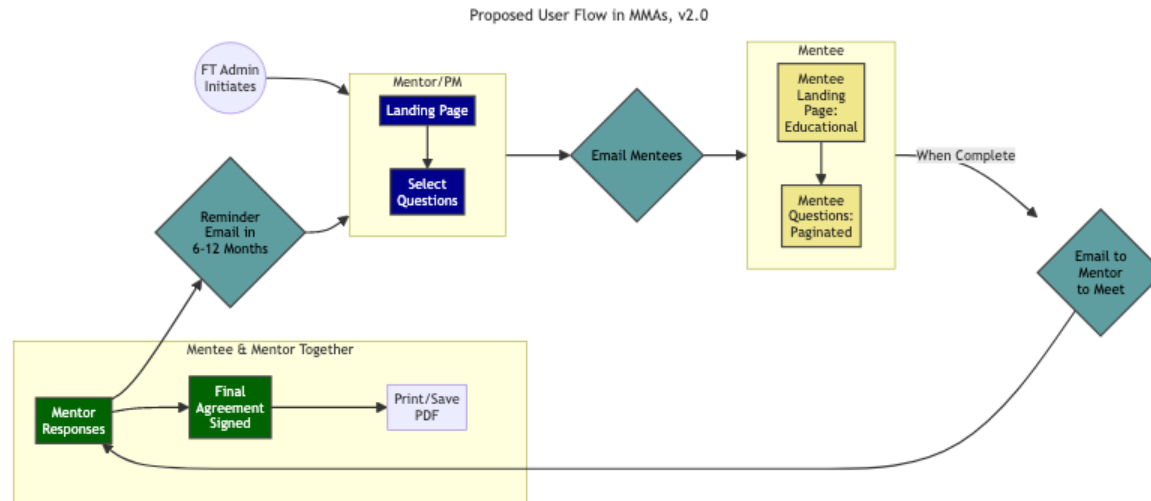 Proposed User Flow in MMAs, v2.0
FT Admin
Initiates
Mentor/PM
Landing Page
Select
Questions
Email Mentees
Mentee
Mentee
Landing
Page:
Educational
Mentee
Questions:
Paginated
When Complete
Email to
Mentor
to Meet
Reminder
Email in
6-12 Months
Mentee & Mentor Together
Mentor
Responses
Final
Agreement
Signed
Print/Save
PDF